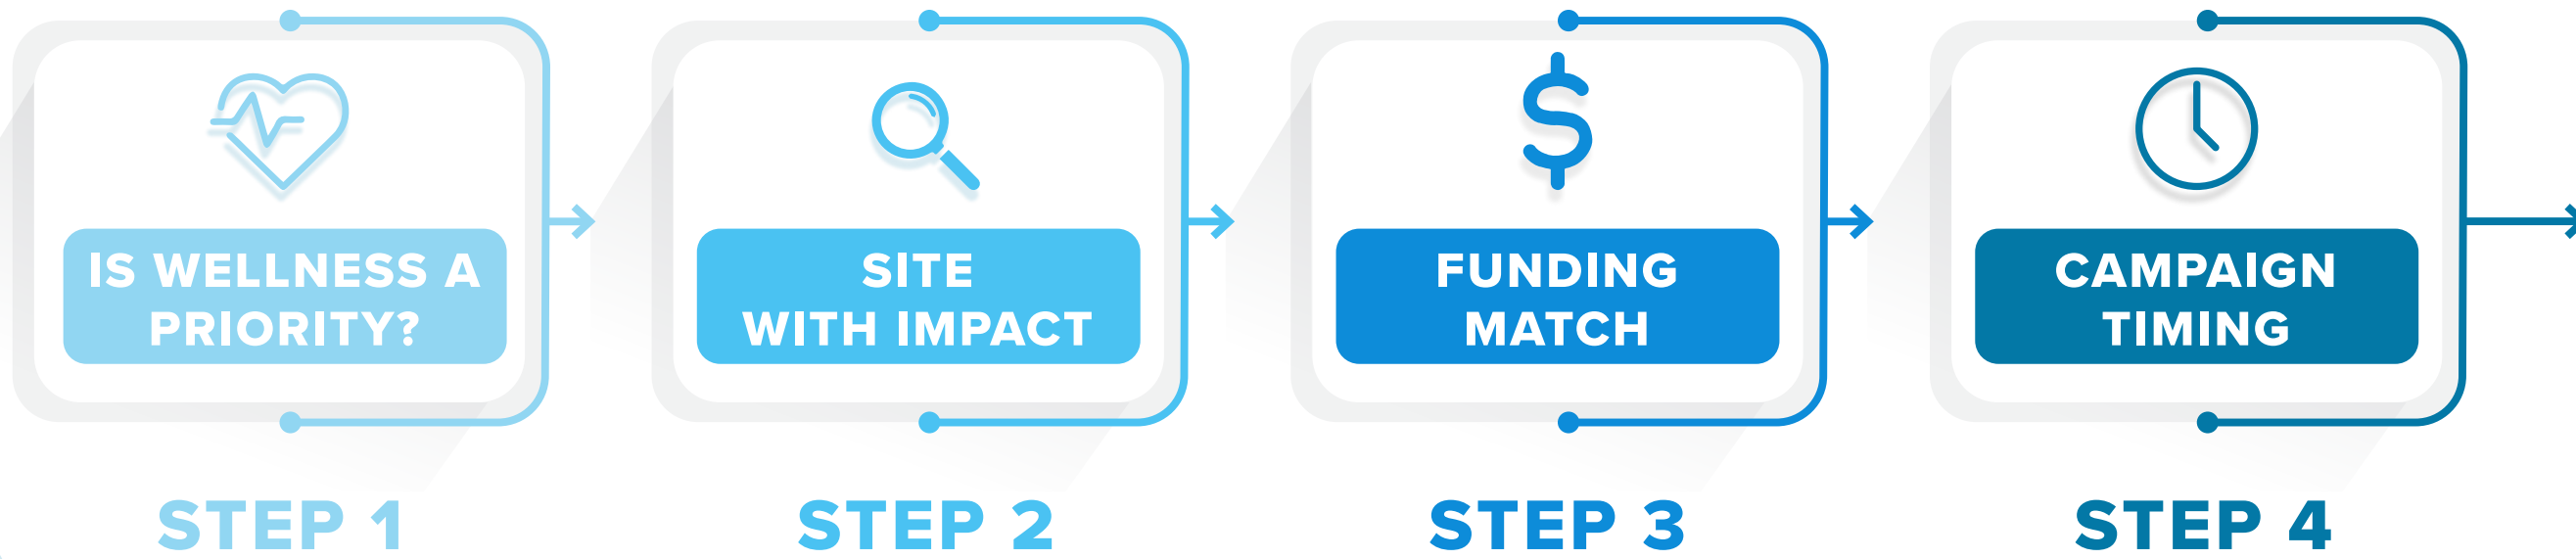 IS WELLNESS A
PRIORITY?
STEP 1
SITE
WITH IMPACT
STEP 2
FUNDING
MATCH
STEP 3
CAMPAIGN
TIMING
STEP 4